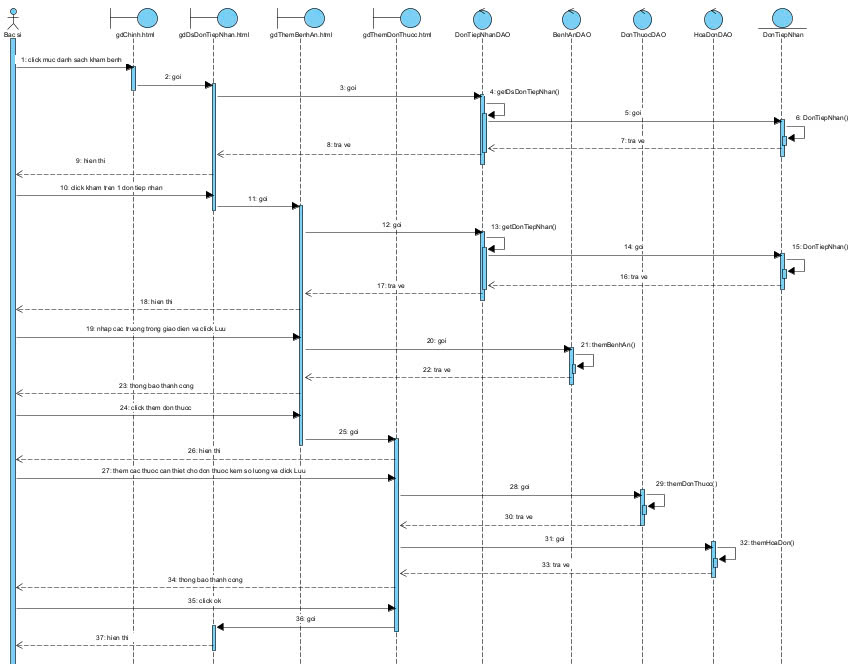 Bac si
gdChinh.html
gdDsDonTiepNhan.html
gdThemBenhAn.html
gdThemDonThuoc.html
DonTiepNhanDAO
BenhAnDAO
DonThuocDAO
HoaDonDAO
DonTiepNhan
1: click muc danh sach kham benh
2: goi
3: goi
4: getDsDonTiepNhan()
5: goi
6: DonTiepNhan()
7: tra ve
8: tra ve
9: hien thi
10: click kham tren 1 don tiep nhan
11: goi
12: goi
13: getDonTiepNhan()
14: goi
15: DonTiepNhan()
16: tra ve
17: tra ve
18: hien thi
19: nhap cac truong trong giao dien va click Luu
20: goi
21: themBenhAn()
22: tra ve
23: thong bao thanh cong
24: click them don thuoc
25: goi
26: hien thi
27: them cac thuoc can thiet cho don thuoc kem so luong va click Luu
28: goi
29: themDonThuoc()
30: tra ve
31: goi
32: themHoaDon()
33: tra ve
34: thong bao thanh cong
35: click ok
36: goi
37: hien thi